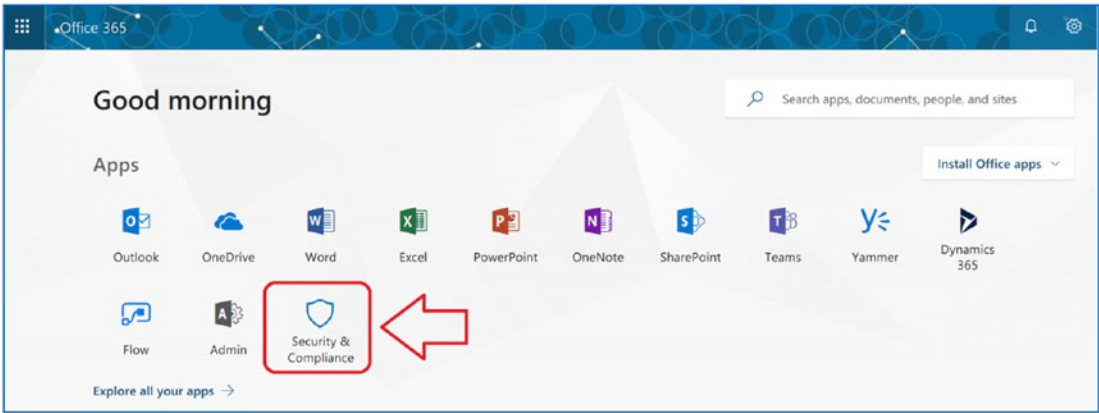 Office 365
Good morning
Search apps, documents, people, and sites
Apps
Install Office apps
Outlook
OneDrive
Word
Excel
PowerPoint
OneNote
SharePoint
Teams
Yammer
Dynamics
365
Flow
Admin
Security &
Compliance
Explore all your apps →